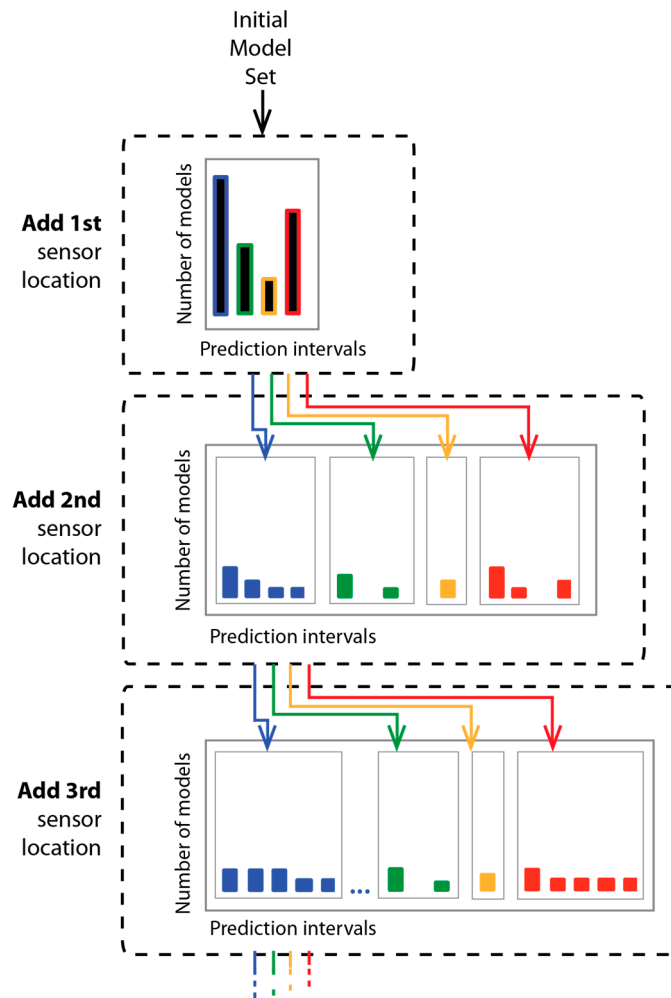 Initial
Model
Set
Add 1st
sensor
location
Number of models
Prediction intervals
Add 2nd
sensor
location
Number of models
Prediction intervals
Add 3rd
sensor
location
Number of models
...
Prediction intervals